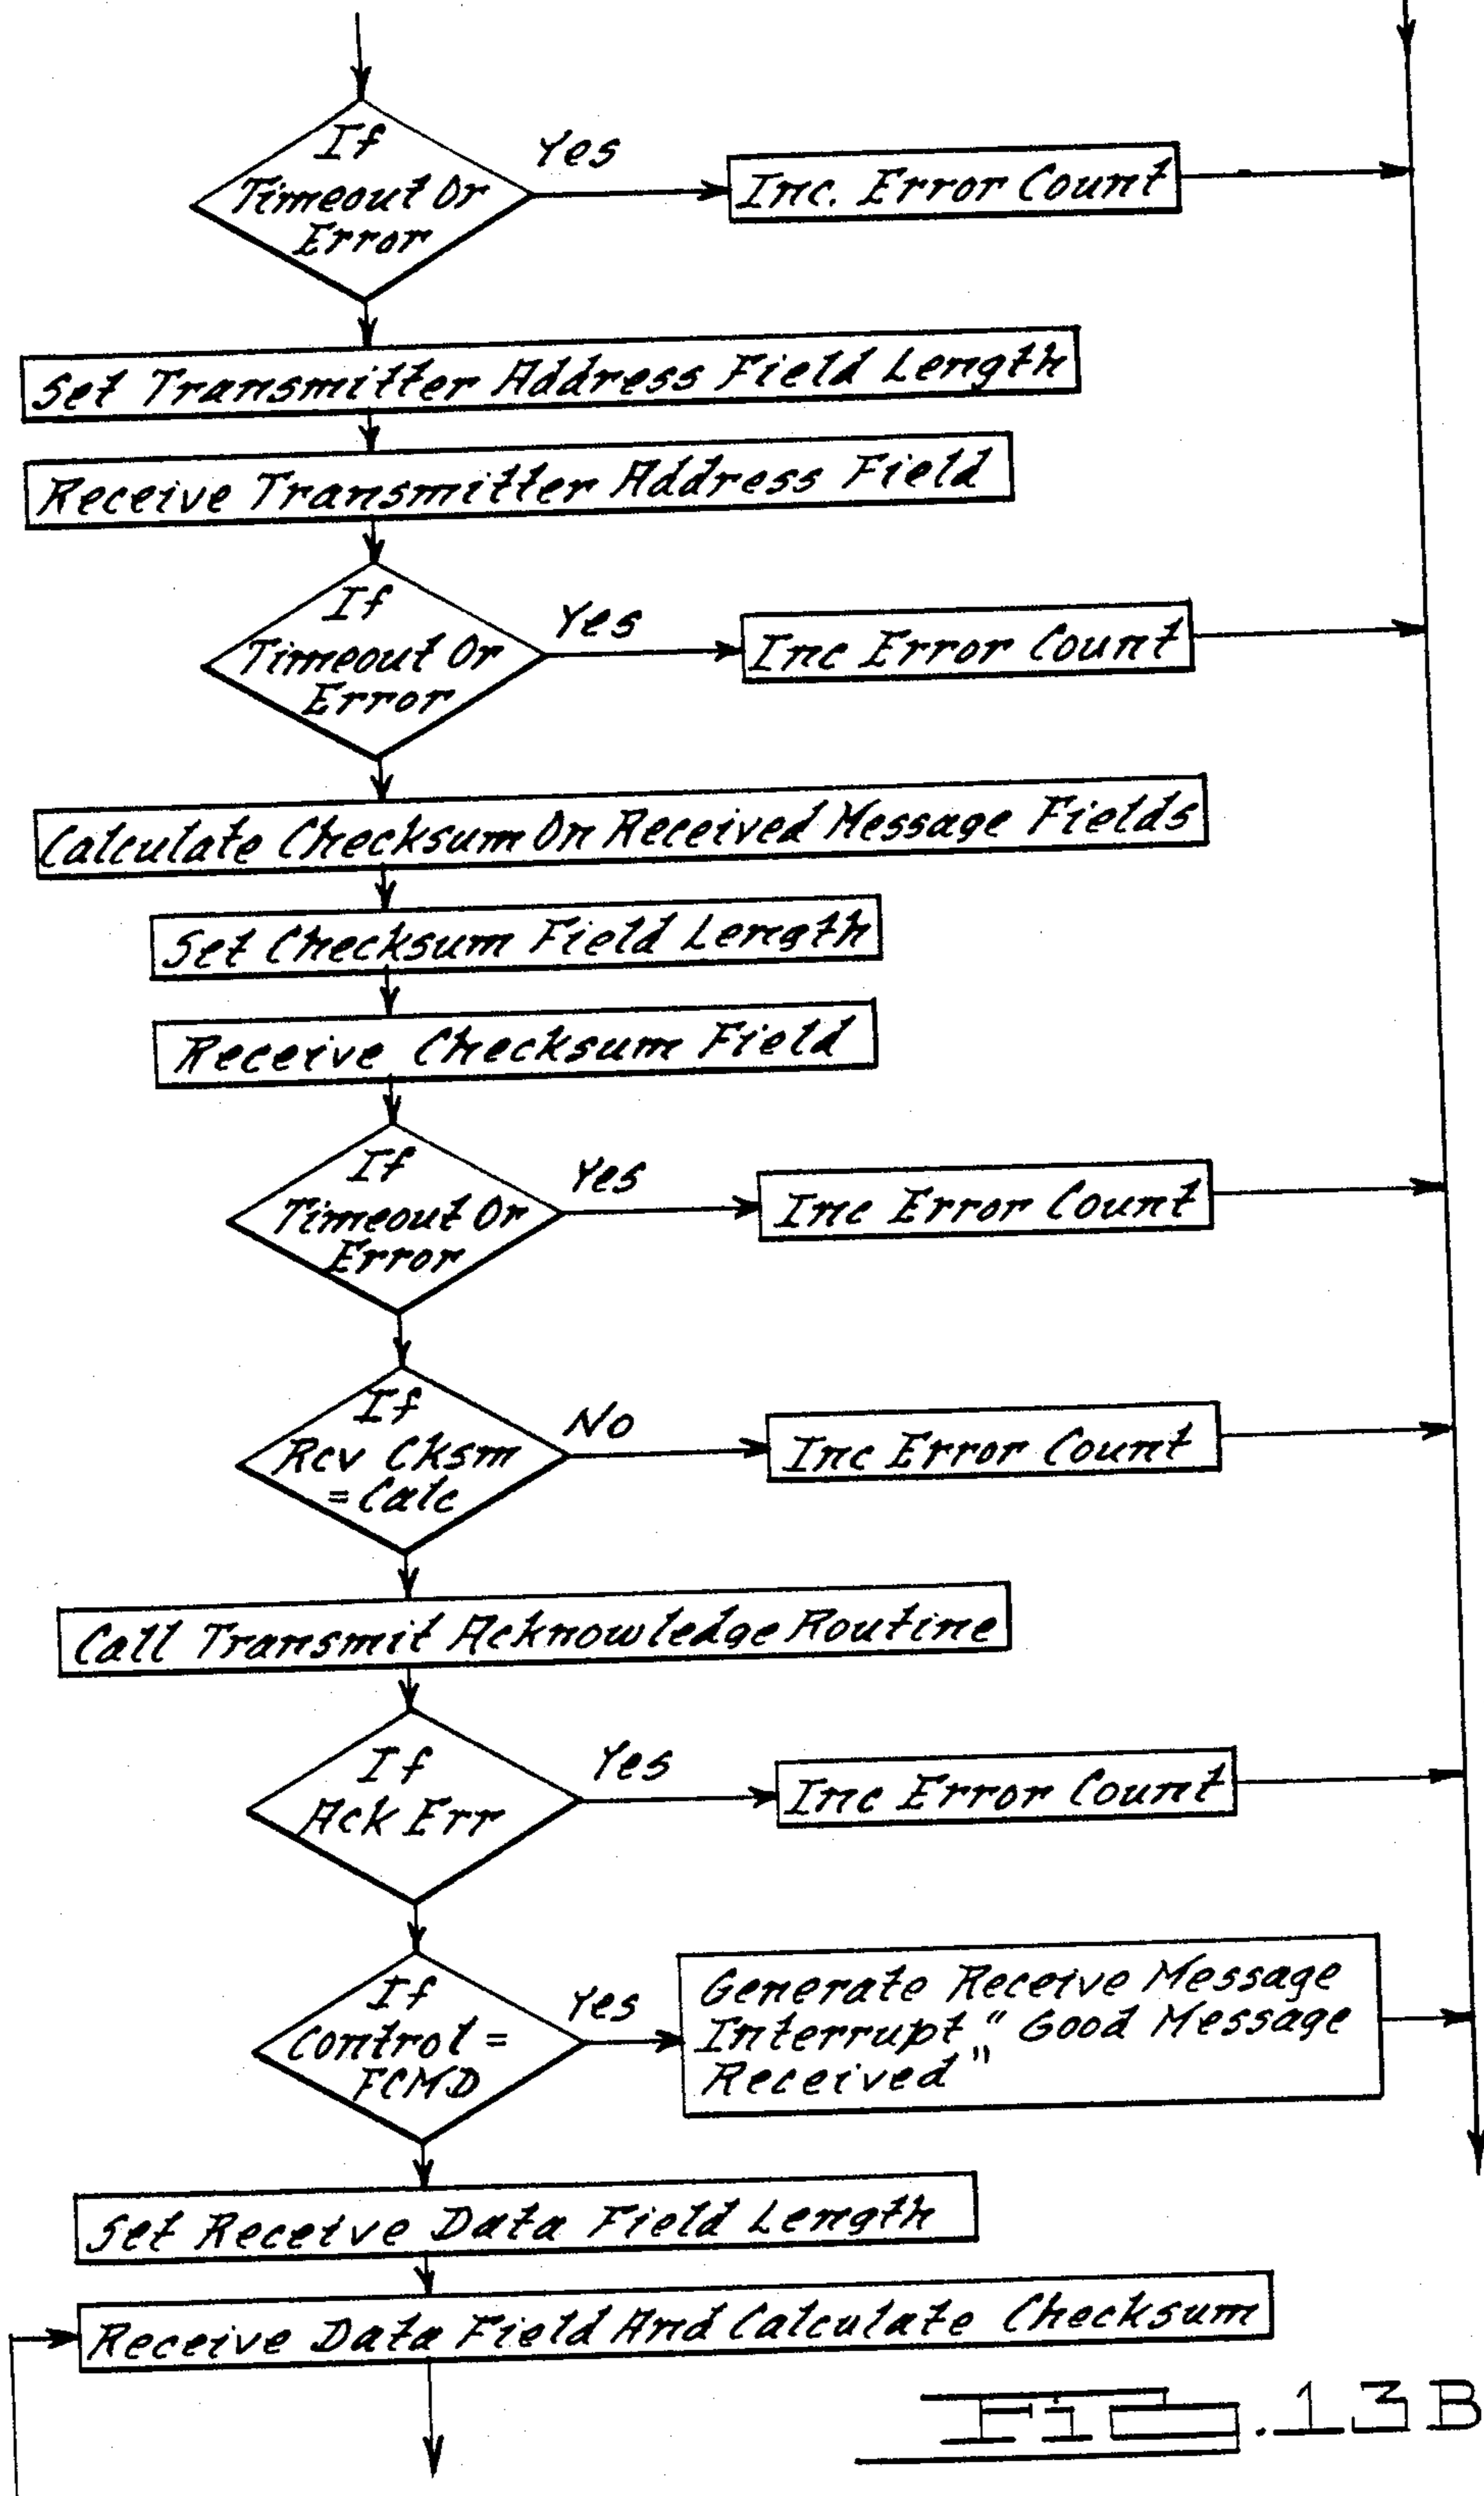 If
Timeout Or
Error
Yes
Inc. Error Count
Set Transmitter Address Field Length
Receive Transmitter Address Field
If
Timeout Or
Error
Yes
Inc Error Count
Calculate Checksum On Received Message Fields
Set Checksum Field Length
Receive Checksum Field
If
Timeout Or
Error
Yes
Inc Error Count
If
Rcv Cksm
= Calc
No
Inc Error Count
Call Transmit Acknowledge Routine
If
Ack Err
Yes
Inc Error Count
If
Control =
FCMD
Yes
Generate Receive Message
Interrupt "Good Message
Received"
Set Receive Data Field Length
Receive Data Field And Calculate Checksum
FIG.13B